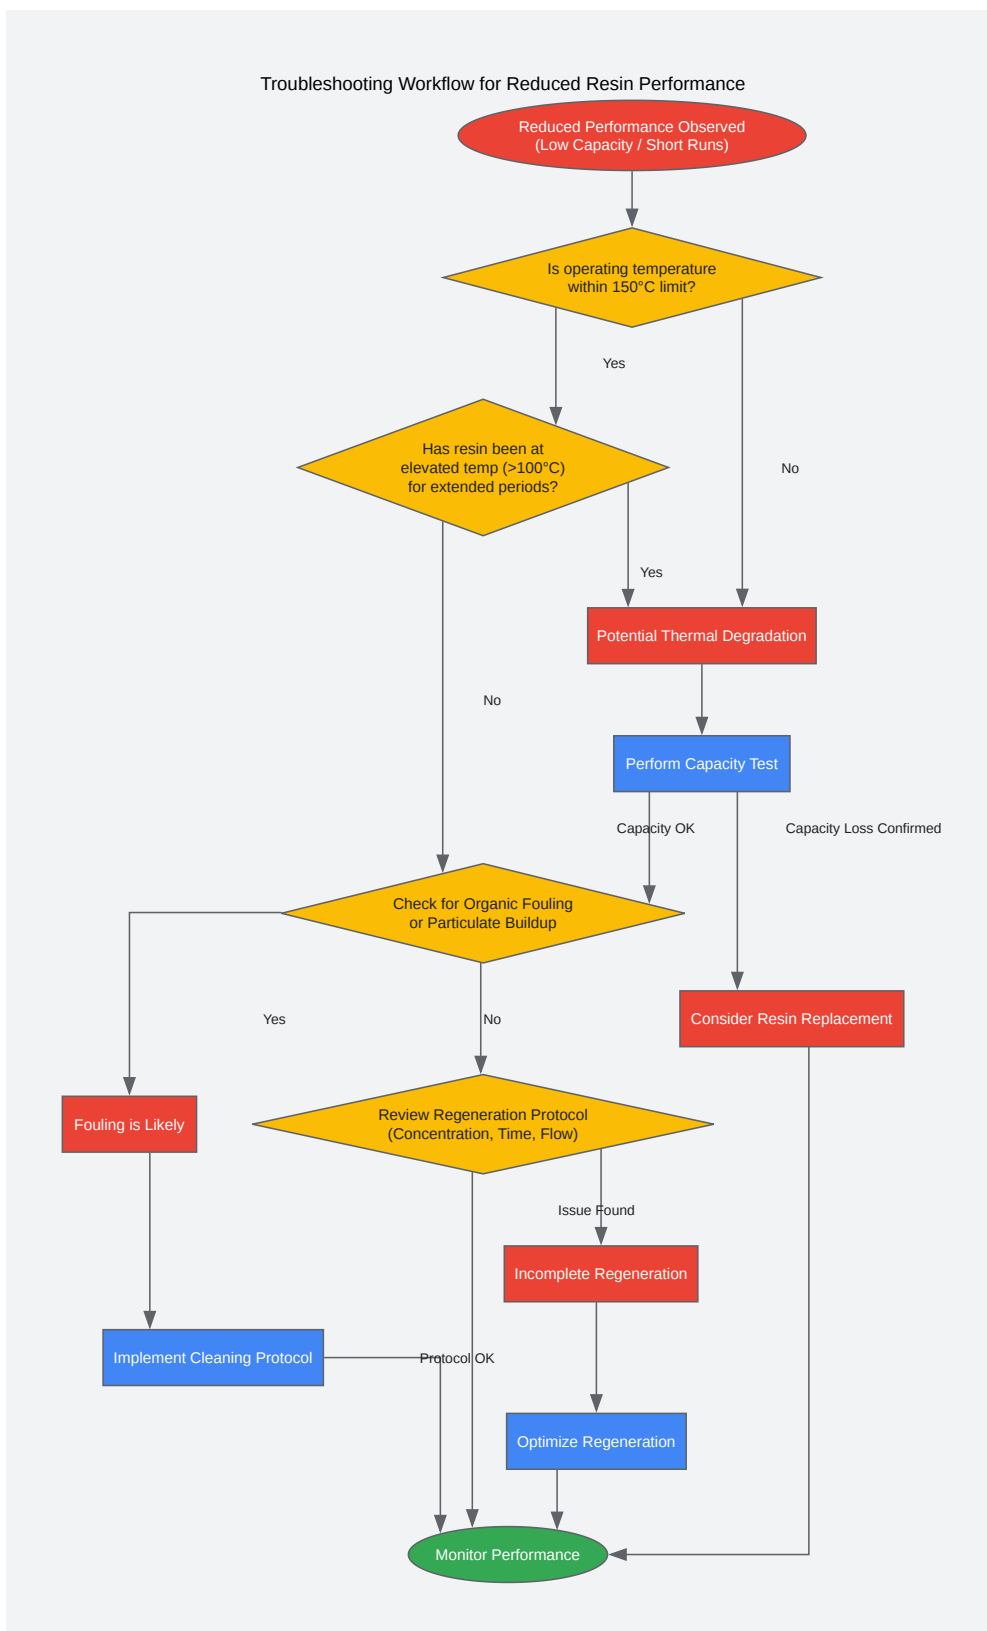 Troubleshooting Workflow for Reduced Resin Performance
Reduced Performance Observed
(Low Capacity / Short Runs)
Is operating temperature
within 150°C limit?
Yes
Has resin been at
elevated temp (>100°C)
for extended periods?
No
Yes
Potential Thermal Degradation
No
Perform Capacity Test
Capacity OK
Capacity Loss Confirmed
Check for Organic Fouling
or Particulate Buildup
Yes
No
Consider Resin Replacement
Fouling is Likely
Review Regeneration Protocol
(Concentration, Time, Flow)
Issue Found
Incomplete Regeneration
Implement Cleaning Protocol
Protocol OK
Optimize Regeneration
Monitor Performance